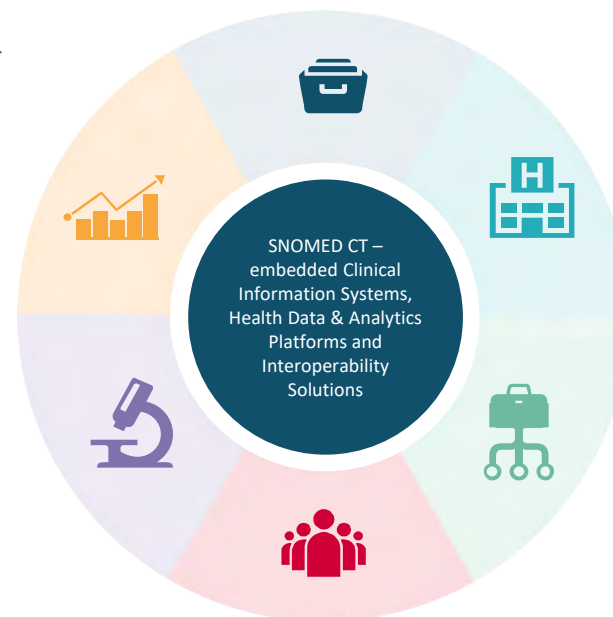 H
SNOMED CT –
embedded Clinical
Information Systems,
Health Data & Analytics
Platforms and
Interoperability
Solutions